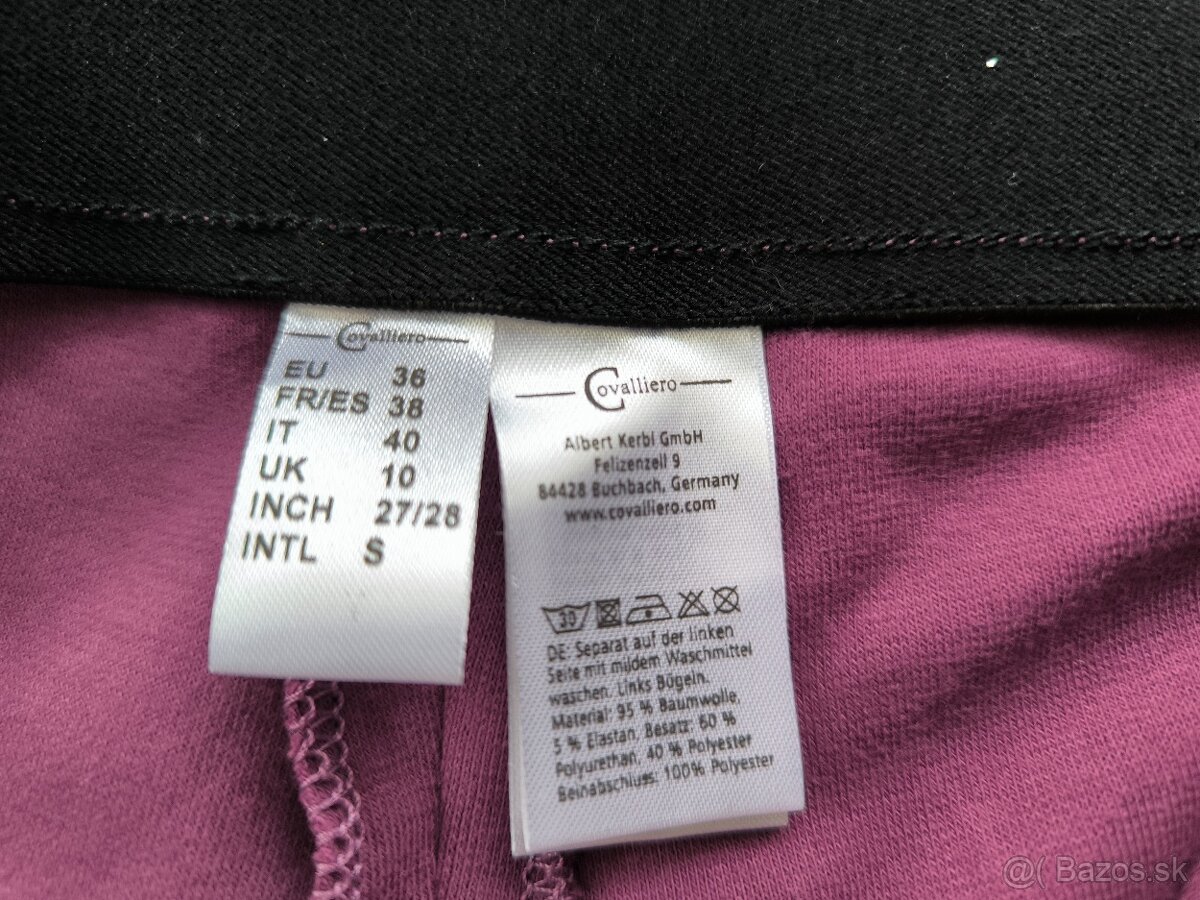 Covalliero
EU 36
FR/ES 38
IT 40
UK 10
INCH 27/28
INTL S
Covalliero
Albert Kerbl GmbH
Felizenzell 9
84428 Buchbach, Germany
www.covalliero.com
30
DE: Separat auf der linken
Seite mit mildem Waschmittel
waschen. Links Bügeln.
Material: 95 % Baumwolle,
5 % Elastan, Besatz: 60 %
Polyurethan, 40 % Polyester
Beinabschluss: 100% Polyester
@( Bazos.sk